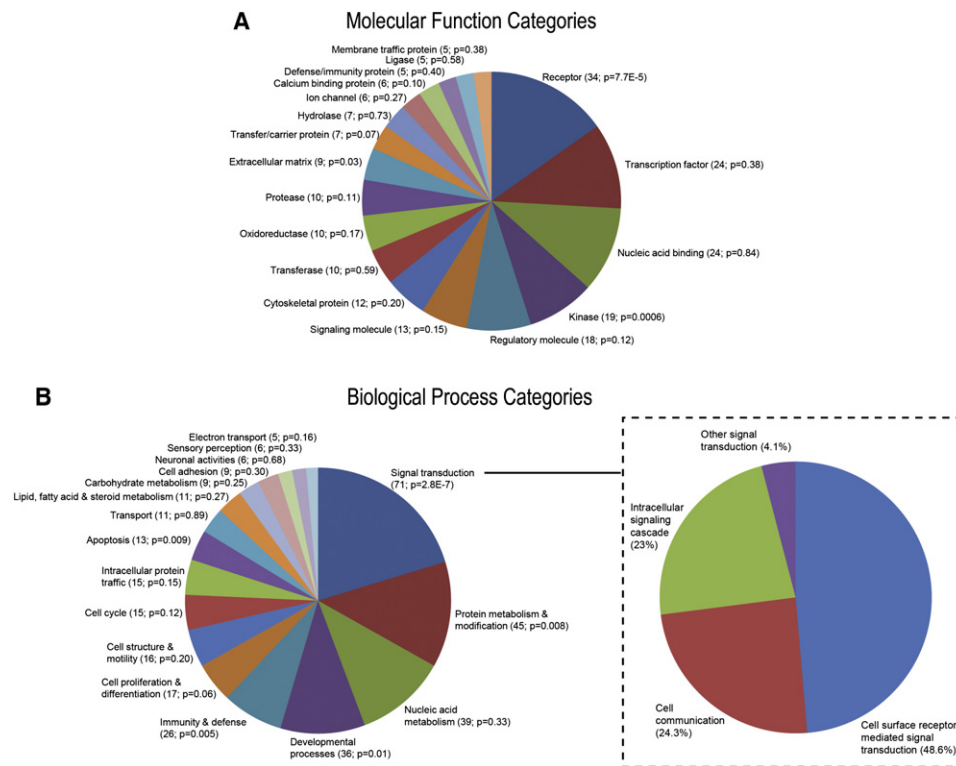 A
Molecular Function Categories
Membrane traffic protein (5; p=0.38)
Ligase (5; p=0.58)
Defense/immunity protein (5; p=0.40)
Calcium binding protein (6; p=0.10)
Ion channel (6; p=0.27)
Hydrolase (7; p=0.73)
Transfer/carrier protein (7; p=0.07)
Extracellular matrix (9; p=0.03)
Protease (10; p=0.11)
Oxidoreductase (10; p=0.17)
Transferase (10; p=0.59)
Cytoskeletal protein (12; p=0.20)
Signaling molecule (13; p=0.15)
Receptor (34; p=7.7E-5)
Transcription factor (24; p=0.38)
Nucleic acid binding (24; p=0.84)
Kinase (19; p=0.0006)
Regulatory molecule (18; p=0.12)
B
Biological Process Categories
Electron transport (5; p=0.16)
Sensory perception (6; p=0.33)
Neuronal activities (6; p=0.68)
Cell adhesion (9; p=0.30)
Carbohydrate metabolism (9; p=0.25)
Lipid, fatty acid & steroid metabolism (11; p=0.27)
Transport (11; p=0.89)
Apoptosis (13; p=0.009)
Intracellular protein
traffic (15; p=0.15)
Cell cycle (15; p=0.12)
Cell structure &
motility (16; p=0.20)
Cell proliferation &
differentiation (17; p=0.06)
Immunity & defense
(26; p=0.005)
Developmental
processes (36; p=0.01)
Nucleic acid
metabolism (39; p=0.33)
Protein metabolism &
modification (45; p=0.008)
Signal transduction
(71; p=2.8E-7)
Other signal
transduction (4.1%)
Intracellular
signaling
cascade
(23%)
Cell
communication
(24.3%)
Cell surface receptor
mediated signal
transduction (48.6%)